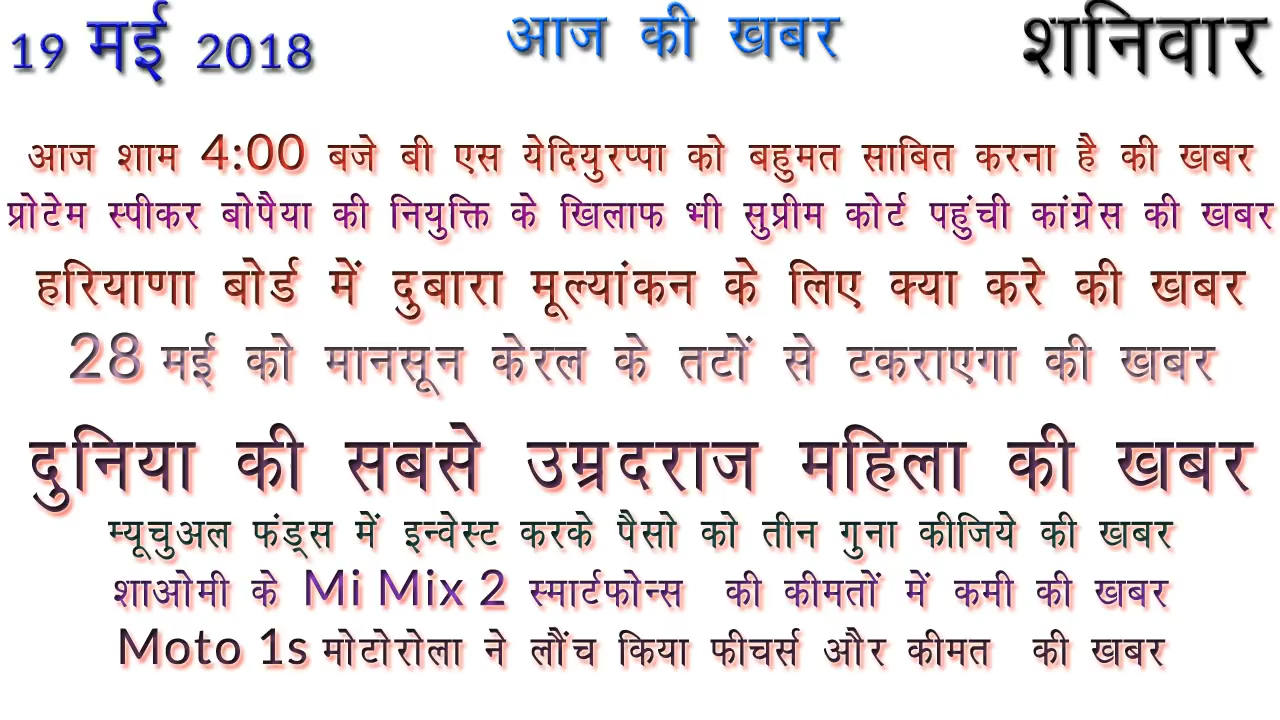 19 मई 2018 आज की खबर शनिवार
आज शाम 4:00 बजे बी एस येदियुरप्पा को बहुमत साबित करना है की खबर
प्रोटेम स्पीकर बोपैया की नियुक्ति के खिलाफ भी सुप्रीम कोर्ट पहुंची कांग्रेस की खबर
हरियाणा बोर्ड में दुबारा मूल्यांकन के लिए क्या करे की खबर
28 मई को मानसून केरल के तटों से टकराएगा की खबर
दुनिया की सबसे उम्रदराज महिला की खबर
म्यूचुअल फंड्स में इन्वेस्ट करके पैसो को तीन गुना कीजिये की खबर
शाओमी के Mi Mix 2 स्मार्टफोन्स की कीमतों में कमी की खबर
Moto 1s मोटोरोला ने लौंच किया फीचर्स और कीमत की खबर